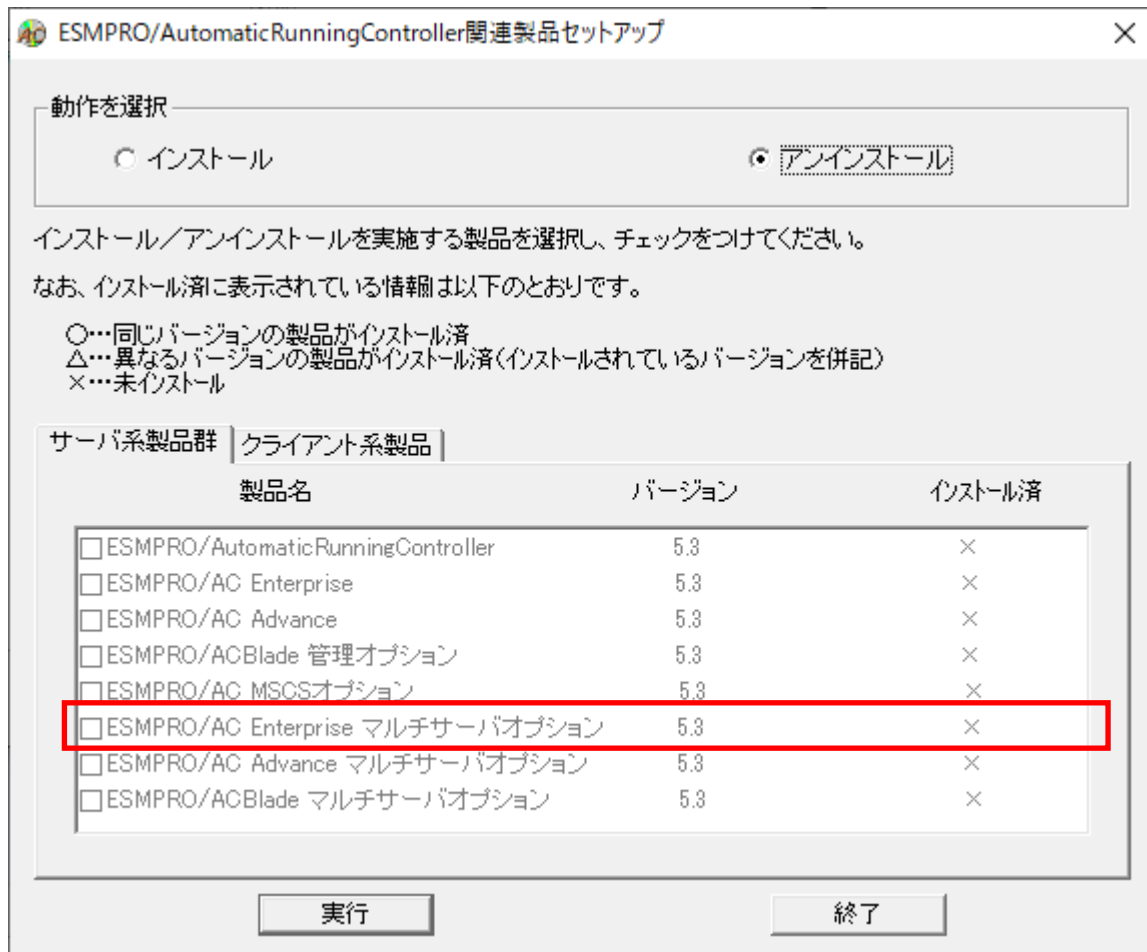 ESMPRO/AutomaticRunningController関連製品セットアップ
動作を選択
インストール
アンインストール
インストール／アンインストールを実施する製品を選択し、チェックをつけてください。
なお、インストール済に表示されている情報は以下のとおりです。
○…同じバージョンの製品がインストール済
△…異なるバージョンの製品がインストール済(インストールされているバージョンを併記)
×…未インストール
サーバ系製品群 クライアント系製品
製品名 バージョン インストール済
ESMPRO/AutomaticRunningController 5.3 ×
ESMPRO/AC Enterprise 5.3 ×
ESMPRO/AC Advance 5.3 ×
ESMPRO/ACBlade 管理オプション 5.3 ×
ESMPRO/AC MSCSオプション 5.3 ×
ESMPRO/AC Enterprise マルチサーバオプション 5.3 ×
ESMPRO/AC Advance マルチサーバオプション 5.3 ×
ESMPRO/ACBlade マルチサーバオプション 5.3 ×
実行
終了